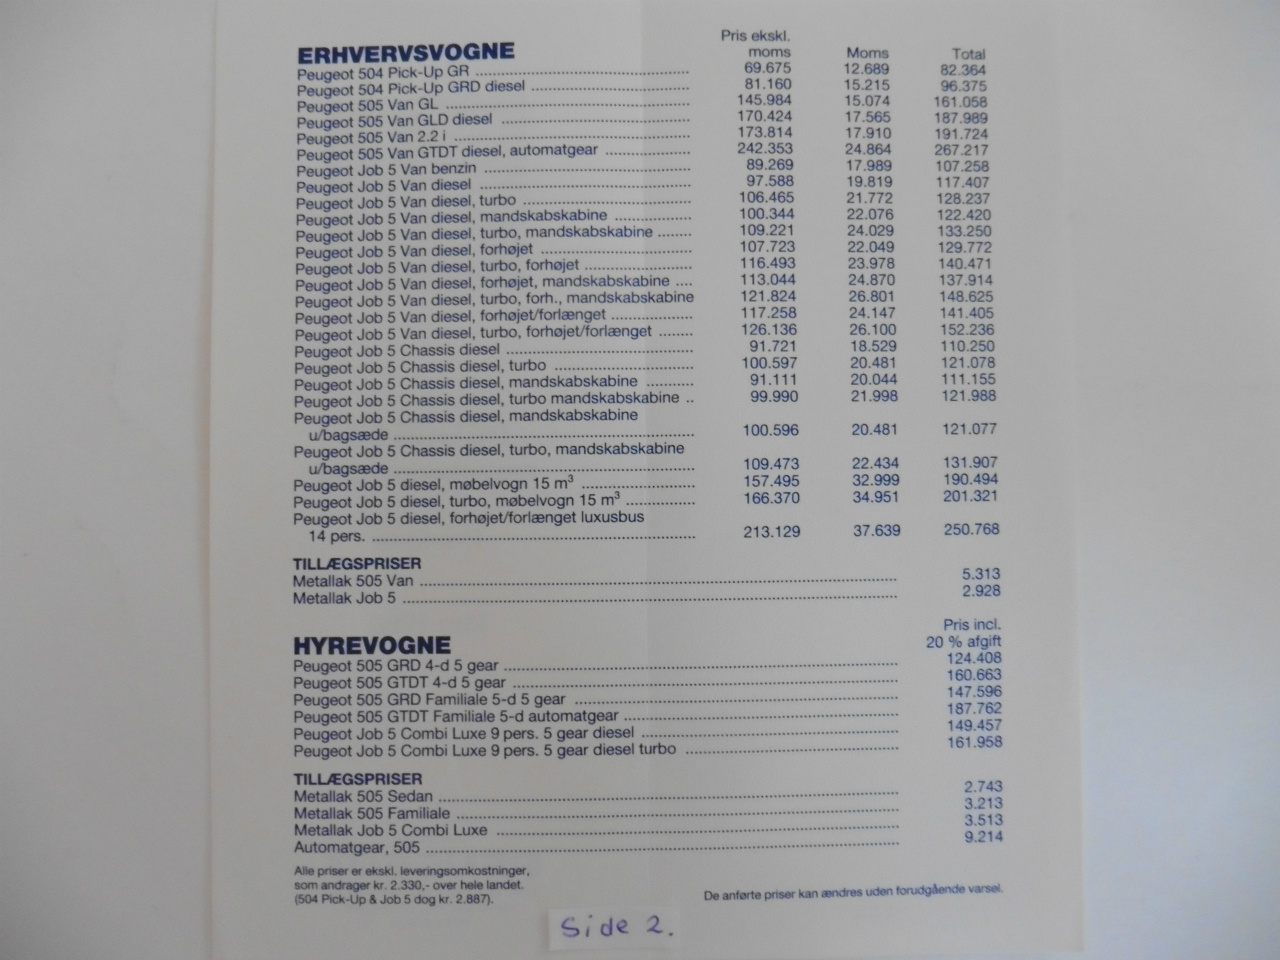 ERHVERVSVOGNE Pris ekskl. moms Moms Total
Peugeot 504 Pick-Up GR 69.675 12.689 82.364
Peugeot 504 Pick-Up GRD diesel 81.160 15.215 96.375
Peugeot 505 Van GL 145.984 15.074 161.058
Peugeot 505 Van GLD diesel 170.424 17.565 187.989
Peugeot 505 Van 2.2 i 173.814 17.910 191.724
Peugeot 505 Van GTDT diesel, automatgear 242.353 24.864 267.217
Peugeot Job 5 Van benzin 89.269 17.989 107.258
Peugeot Job 5 Van diesel 97.588 19.819 117.407
Peugeot Job 5 Van diesel, turbo 106.465 21.772 128.237
Peugeot Job 5 Van diesel, mandskabskabine 100.344 22.076 122.420
Peugeot Job 5 Van diesel, turbo, mandskabskabine 109.221 24.029 133.250
Peugeot Job 5 Van diesel, forhøjet 107.723 22.049 129.772
Peugeot Job 5 Van diesel, turbo, forhøjet 116.493 23.978 140.471
Peugeot Job 5 Van diesel, forhøjet, mandskabskabine 113.044 24.870 137.914
Peugeot Job 5 Van diesel, turbo, forh., mandskabskabine 121.824 26.801 148.625
Peugeot Job 5 Van diesel, forhøjet/forlænget 117.258 24.147 141.405
Peugeot Job 5 Van diesel, turbo, forhøjet/forlænget 126.136 26.100 152.236
Peugeot Job 5 Chassis diesel 91.721 18.529 110.250
Peugeot Job 5 Chassis diesel, turbo 100.597 20.481 121.078
Peugeot Job 5 Chassis diesel, mandskabskabine 91.111 20.044 111.155
Peugeot Job 5 Chassis diesel, turbo mandskabskabine 99.990 21.998 121.988
Peugeot Job 5 Chassis diesel, mandskabskabine
u/bagsæde 100.596 20.481 121.077
Peugeot Job 5 Chassis diesel, turbo, mandskabskabine
u/bagsæde 109.473 22.434 131.907
Peugeot Job 5 diesel, møbelvogn 15 m³ 157.495 32.999 190.494
Peugeot Job 5 diesel, turbo, møbelvogn 15 m³ 166.370 34.951 201.321
Peugeot Job 5 diesel, forhøjet/forlænget luxusbus
14 pers. 213.129 37.639 250.768
TILLÆGSPRISER
Metallak 505 Van 5.313
Metallak Job 5 2.928
HYREVOGNE Pris incl. 20 % afgift
Peugeot 505 GRD 4-d 5 gear 124.408
Peugeot 505 GTDT 4-d 5 gear 160.663
Peugeot 505 GRD Familiale 5-d 5 gear 147.596
Peugeot 505 GTDT Familiale 5-d automatgear 187.762
Peugeot Job 5 Combi Luxe 9 pers. 5 gear diesel 149.457
Peugeot Job 5 Combi Luxe 9 pers. 5 gear diesel turbo 161.958
TILLÆGSPRISER
Metallak 505 Sedan 2.743
Metallak 505 Familiale 3.213
Metallak Job 5 Combi Luxe 3.513
Automatgear, 505 9.214
Alle priser er ekskl. leveringsomkostninger,
som andrager kr. 2.330,- over hele landet.
(504 Pick-Up & Job 5 dog kr. 2.887).
De anførte priser kan ændres uden forudgående varsel.
Side 2.